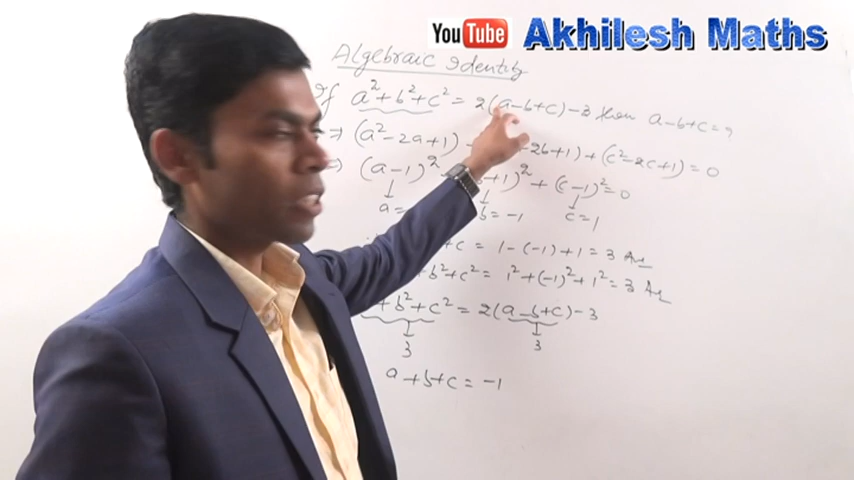 YouTube Akhilesh Maths
Algebraic Identity
If a² + b² + c² = 2(a - b + c) - 3 then a - b + c = ?
⇒ (a² - 2a + 1) + 2b + 1) + (c² - 2c + 1) = 0
⇒ (a - 1)² + 1)² + (c - 1)² = 0
↓ ↓ ↓
a = b = -1 c = 1
+ c = 1 - (-1) + 1 = 3 Ans
+ b² + c² = 1² + (-1)² + 1² = 3 Ans
+ b² + c² = 2(a - b + c) - 3
↓ ↓
3 3
a + b + c = -1